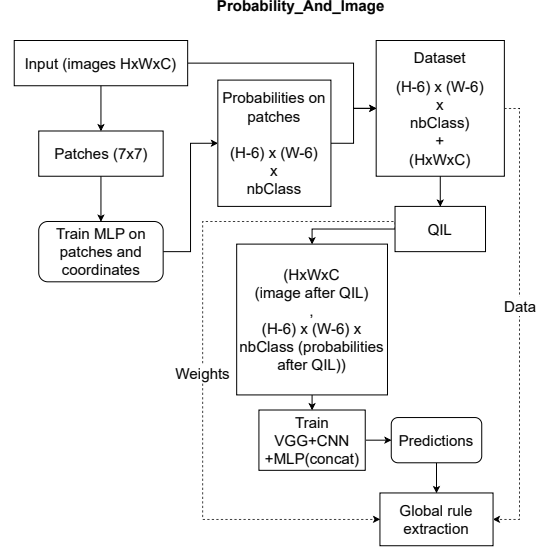 Probability_And_Image
Input (images HxWxC)
Patches (7x7)
Train MLP on
patches and
coordinates
Probabilities on
patches
(H-6) x (W-6)
x
nbClass
Dataset
(H-6) x (W-6)
x
nbClass)
+
(HxWxC)
QIL
(HxWxC
(image after QIL)
,
(H-6) x (W-6) x
nbClass (probabilities
after QIL))
Data
Weights
Train
VGG+CNN
+MLP(concat)
Predictions
Global rule
extraction